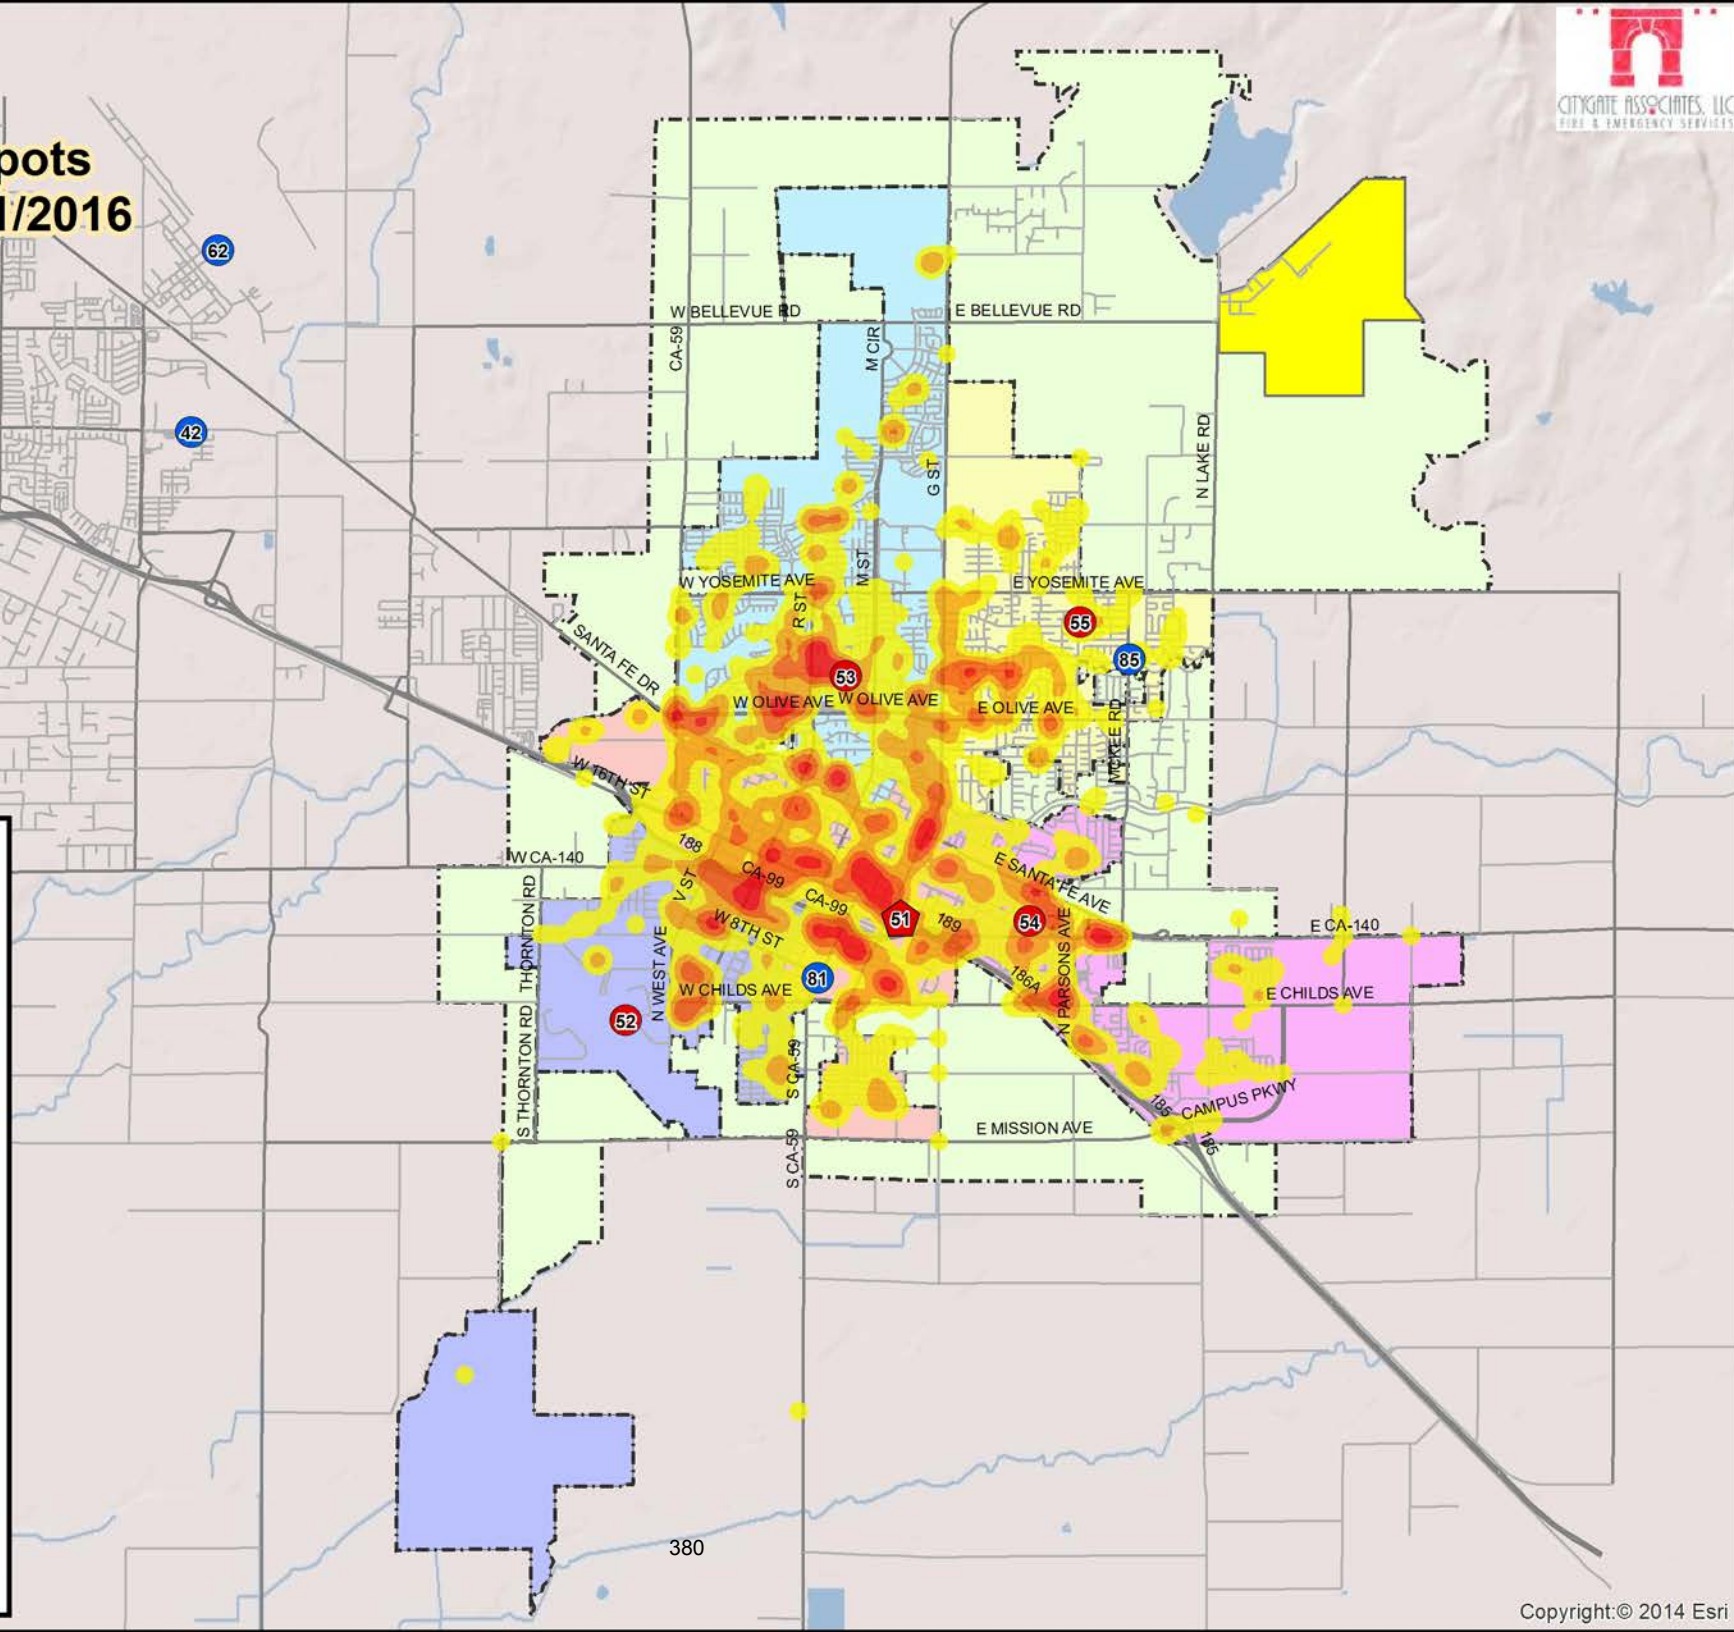 pots
1/2016
CITYGATE ASSOCIATES, LLC
FIRE & EMERGENCY SERVICES
62
W BELLEVUE RD
E BELLEVUE RD
CA-59
M CIR
42
N LAKE RD
G ST
M ST
W YOSEMITE AVE
E YOSEMITE AVE
R ST
55
SANTA FE DR
85
53
W OLIVE AVE
W OLIVE AVE
E OLIVE AVE
MCKEE RD
W 16TH ST
188
W CA-140
CA-99
E SANTA FE AVE
V ST
CA-99
THORNTON RD
W 8TH ST
51
189
54
E CA-140
N WEST AVE
N PARSONS AVE
81
186A
W CHILDS AVE
E CHILDS AVE
52
S THORNTON RD
S CA-59
185
CAMPUS PKWY
E MISSION AVE
185
S CA-59
380
Copyright:© 2014 Esri